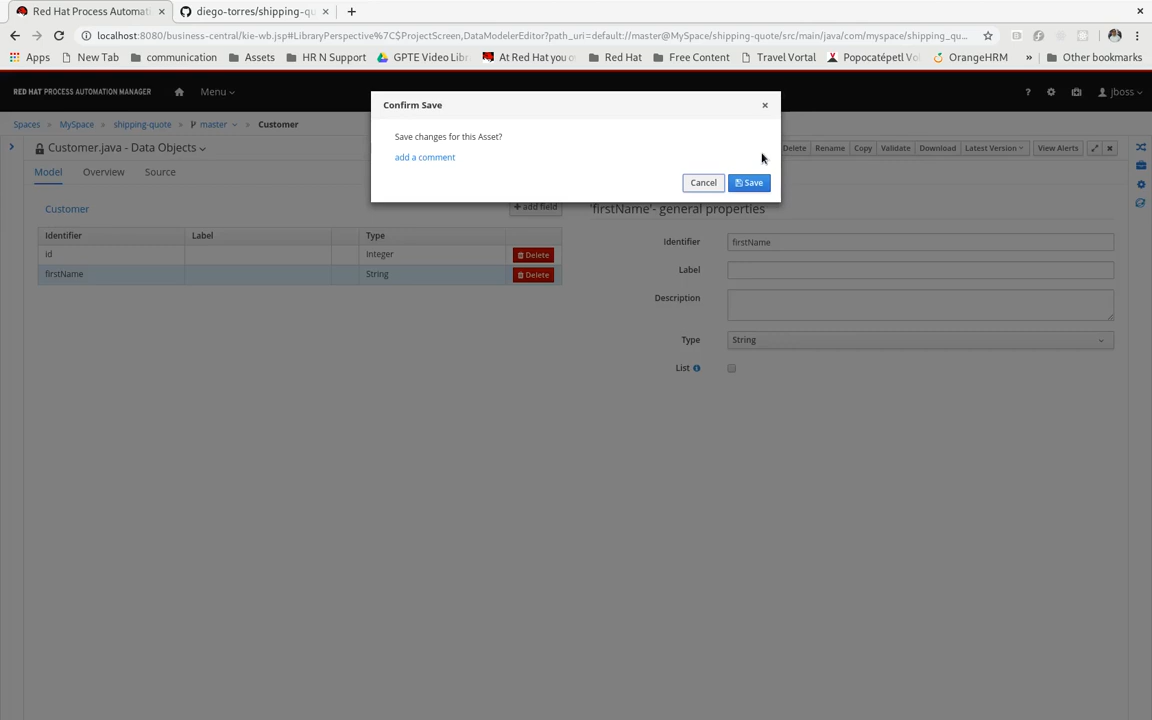 Red Hat Process Automati
diego-torres/shipping-qu
localhost:8080/business-central/kie-wb.jsp#LibraryPerspective%7C$ProjectScreen,DataModelerEditor?path_uri=default://master@MySpace/shipping-quote/src/main/java/com/myspace/shipping_qu...
Apps
New Tab
communication
Assets
HR N Support
GPTE Video Lib
At Red Hat you o
Red Hat
Free Content
Travel Vortal
Popocatépetl Vol
OrangeHRM
»
Other bookmarks
RED HAT PROCESS AUTOMATION MANAGER
Menu
jboss
Spaces » MySpace » shipping-quote » master » Customer
Confirm Save
Save changes for this Asset?
add a comment
Cancel
Save
Customer.java - Data Objects
Delete
Rename
Copy
Validate
Download
Latest Version
View Alerts
Model
Overview
Source
Customer
+ add field
'firstName'- general properties
Identifier Label Type
id Integer Delete
firstName String Delete
Identifier firstName
Label
Description
Type String
List